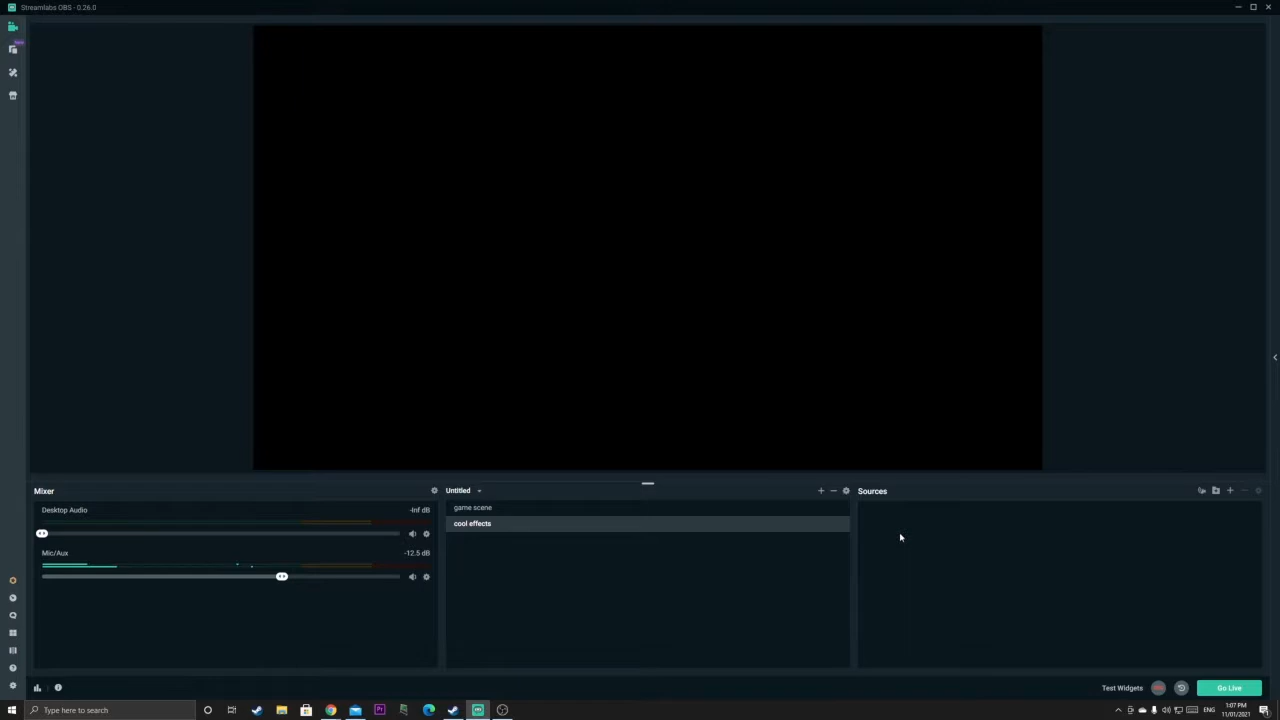 Streamlabs OBS - 0.26.0
Mixer
Desktop Audio
-Inf dB
Mic/Aux
-12.5 dB
Untitled
game scene
cool effects
Sources
Test Widgets
REC
Go Live
Type here to search
ENG
1:07 PM
11/01/2021